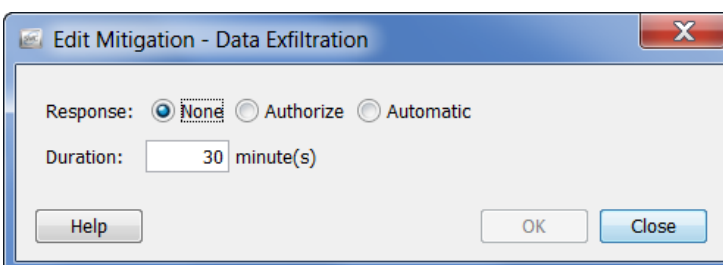 Edit Mitigation - Data Exfiltration
Response: None Authorize Automatic
Duration: 30 minute(s)
Help OK Close